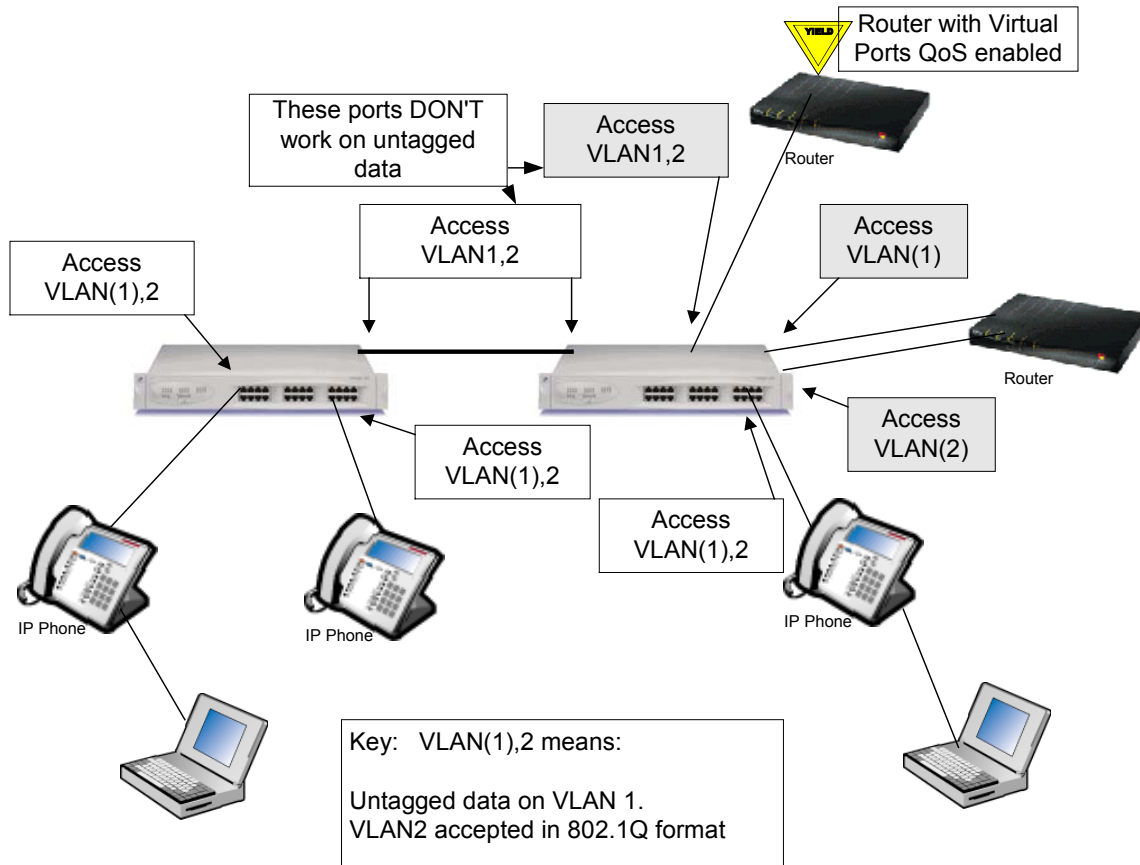 YIELD
Router with Virtual
Ports QoS enabled
These ports DON'T
work on untagged
data
Access
VLAN1,2
Router
Access
VLAN1,2
Access
VLAN(1)
Access
VLAN(1),2
Router
Access
VLAN(2)
Access
VLAN(1),2
Access
VLAN(1),2
IP Phone
IP Phone
IP Phone
Key: VLAN(1),2 means:
Untagged data on VLAN 1.
VLAN2 accepted in 802.1Q format